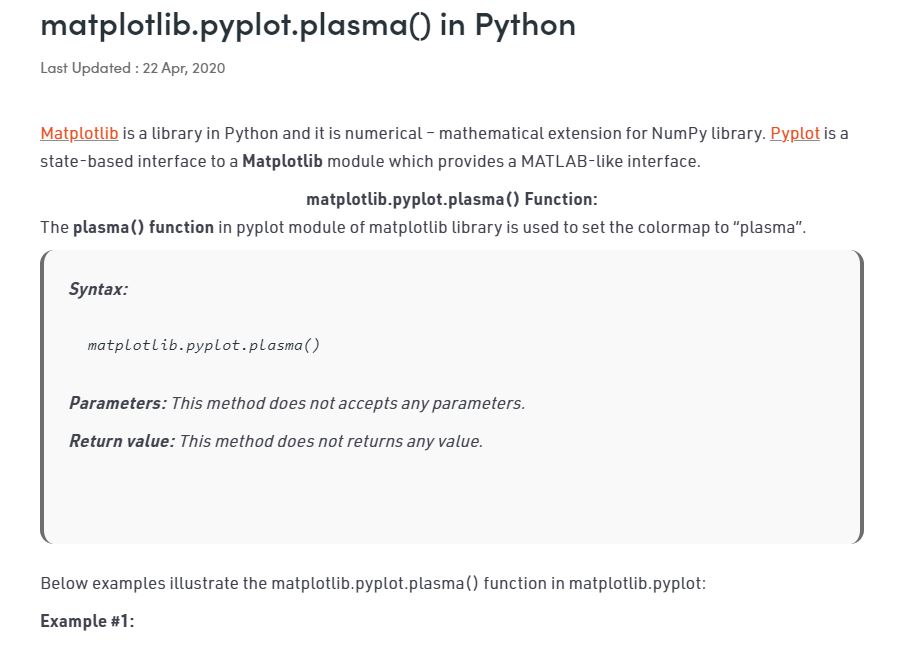 matplotlib.pyplot.plasma() in Python
Last Updated : 22 Apr, 2020
Matplotlib is a library in Python and it is numerical – mathematical extension for NumPy library. Pyplot is a
state-based interface to a Matplotlib module which provides a MATLAB-like interface.
matplotlib.pyplot.plasma() Function:
The plasma() function in pyplot module of matplotlib library is used to set the colormap to “plasma”.
Syntax:
matplotlib.pyplot.plasma()
Parameters: This method does not accepts any parameters.
Return value: This method does not returns any value.
Below examples illustrate the matplotlib.pyplot.plasma() function in matplotlib.pyplot:
Example #1: